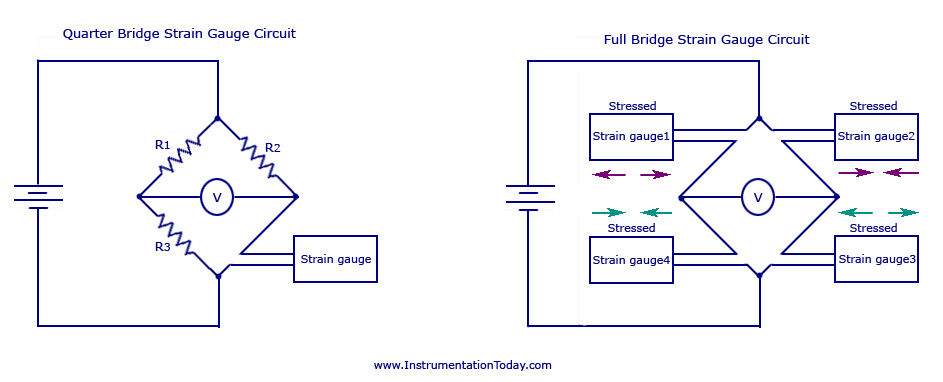 Quarter Bridge Strain Gauge Circuit
R1
R2
V
R3
Strain gauge
Full Bridge Strain Gauge Circuit
Stressed
Stressed
Strain gauge1
Strain gauge2
V
Stressed
Stressed
Strain gauge4
Strain gauge3
www.InstrumentationToday.com